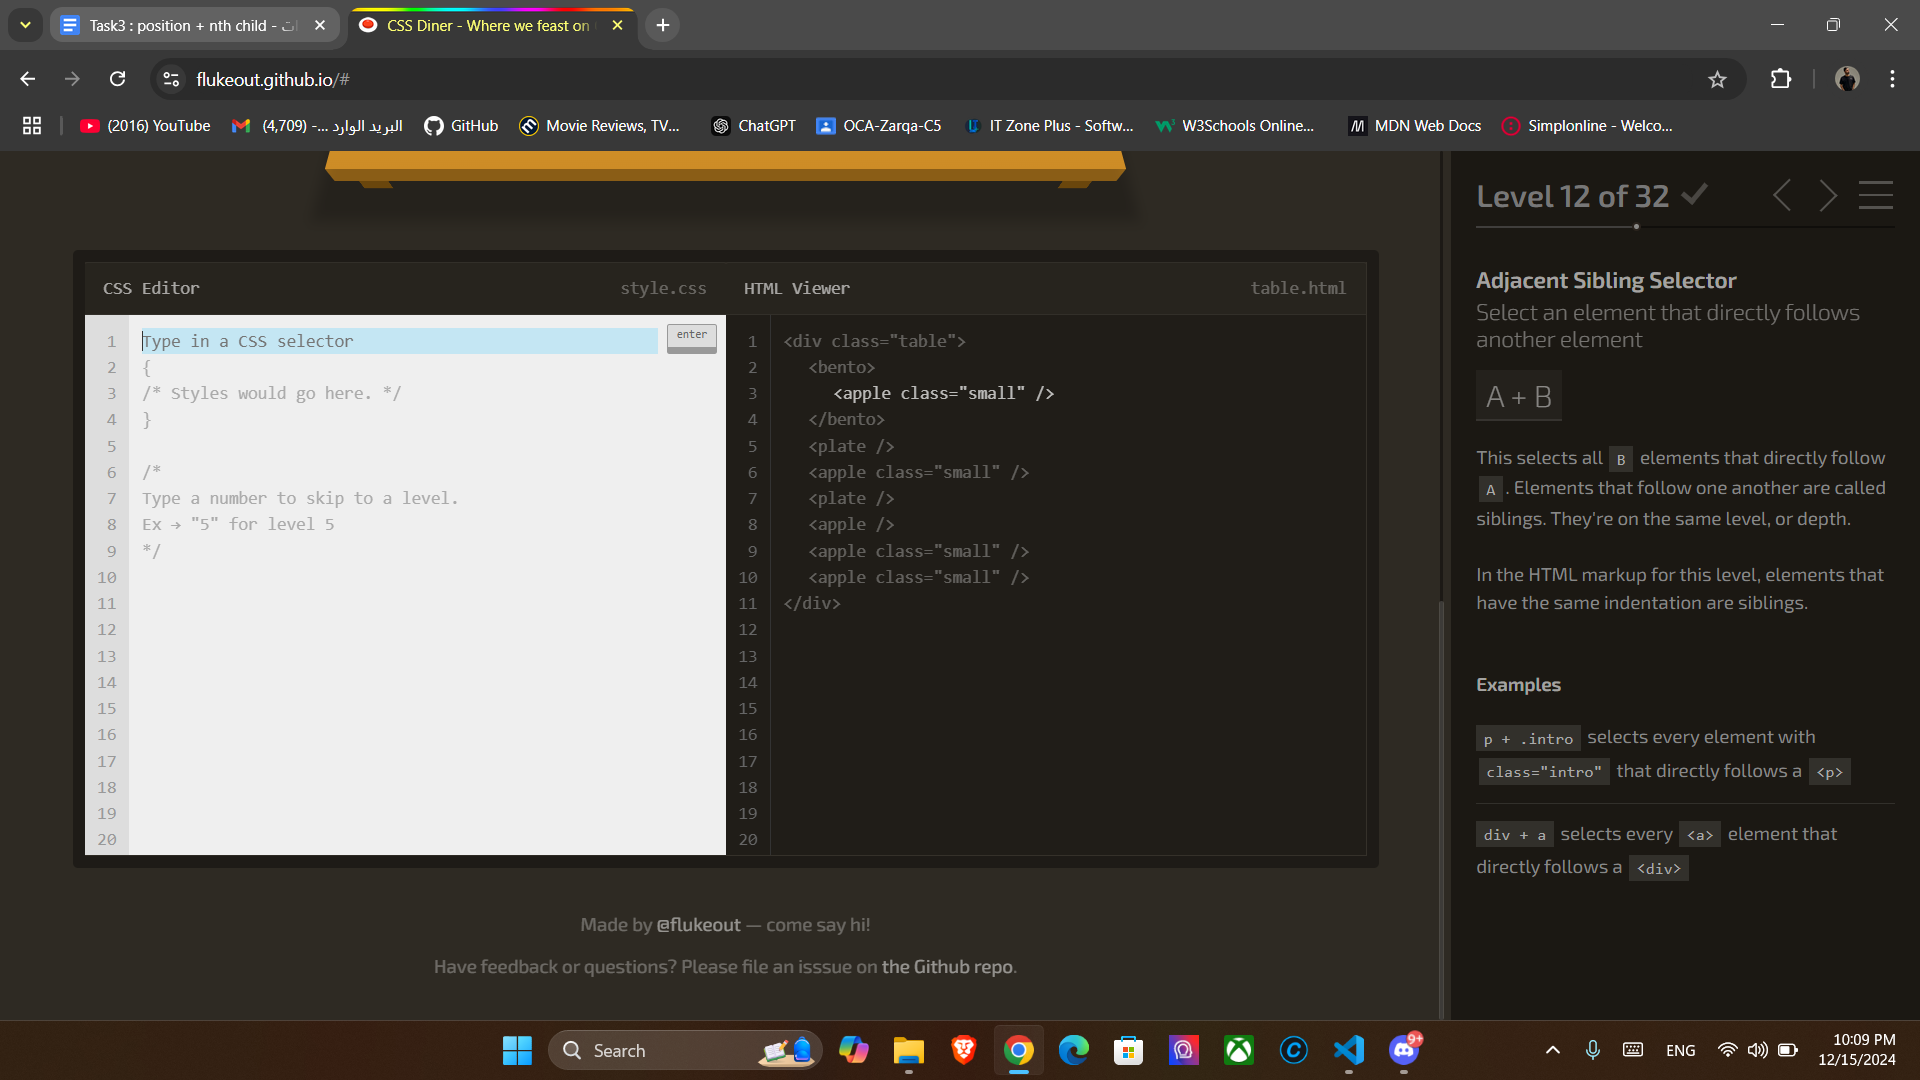 Task3 : position + nth child -
CSS Diner - Where we feast on
flukeout.github.io/#
(2016) YouTube
(4,709) -... البريد الوارد
GitHub
Movie Reviews, TV...
ChatGPT
OCA-Zarqa-C5
IT Zone Plus - Softw...
W3Schools Online...
MDN Web Docs
Simplonline - Welco...
CSS Editor
style.css
HTML Viewer
table.html
1 Type in a CSS selector
enter
2 {
3 /* Styles would go here. */
4 }
5
6 /*
7 Type a number to skip to a level.
8 Ex → "5" for level 5
9 */
10
11
12
13
14
15
16
17
18
19
20
1 <div class="table">
2 <bento>
3 <apple class="small" />
4 </bento>
5 <plate />
6 <apple class="small" />
7 <plate />
8 <apple />
9 <apple class="small" />
10 <apple class="small" />
11 </div>
12
13
14
15
16
17
18
19
20
Made by @flukeout — come say hi!
Have feedback or questions? Please file an isssue on the Github repo.
Level 12 of 32
Adjacent Sibling Selector
Select an element that directly follows
another element
A + B
This selects all B elements that directly follow
A . Elements that follow one another are called
siblings. They're on the same level, or depth.
In the HTML markup for this level, elements that
have the same indentation are siblings.
Examples
p + .intro selects every element with
class="intro" that directly follows a <p>
div + a selects every <a> element that
directly follows a <div>
Search
9+
ENG
10:09 PM
12/15/2024